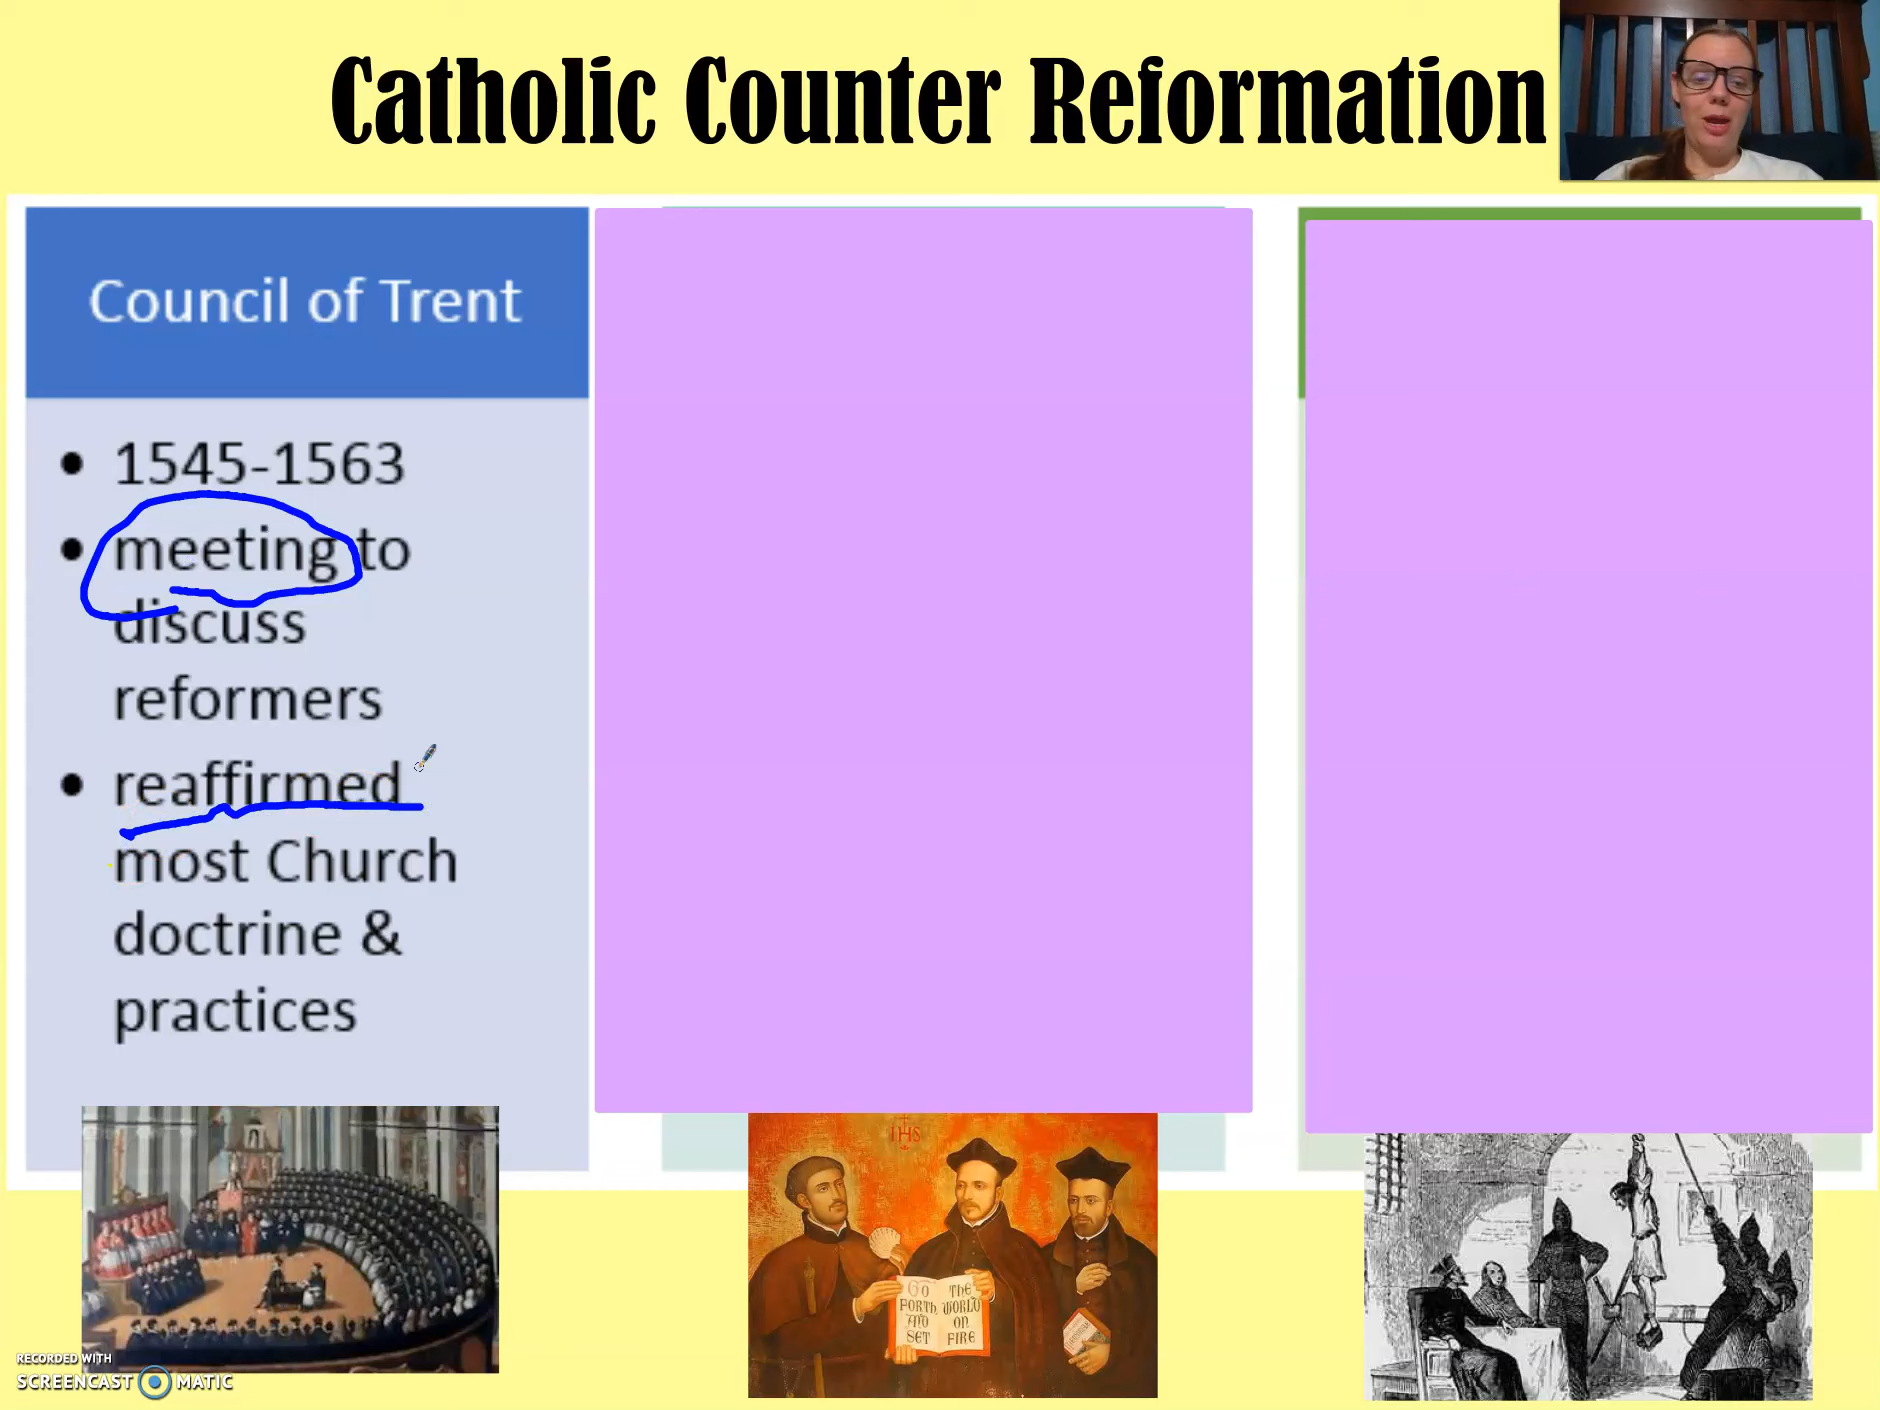 Catholic Counter Reformation
Council of Trent
• 1545-1563
• meeting to
discuss
reformers
• reaffirmed
most Church
doctrine &
practices
IHS
GO THE
FORTH WORLD
AND ON
SET FIRE
RECORDED WITH
SCREENCAST MATIC